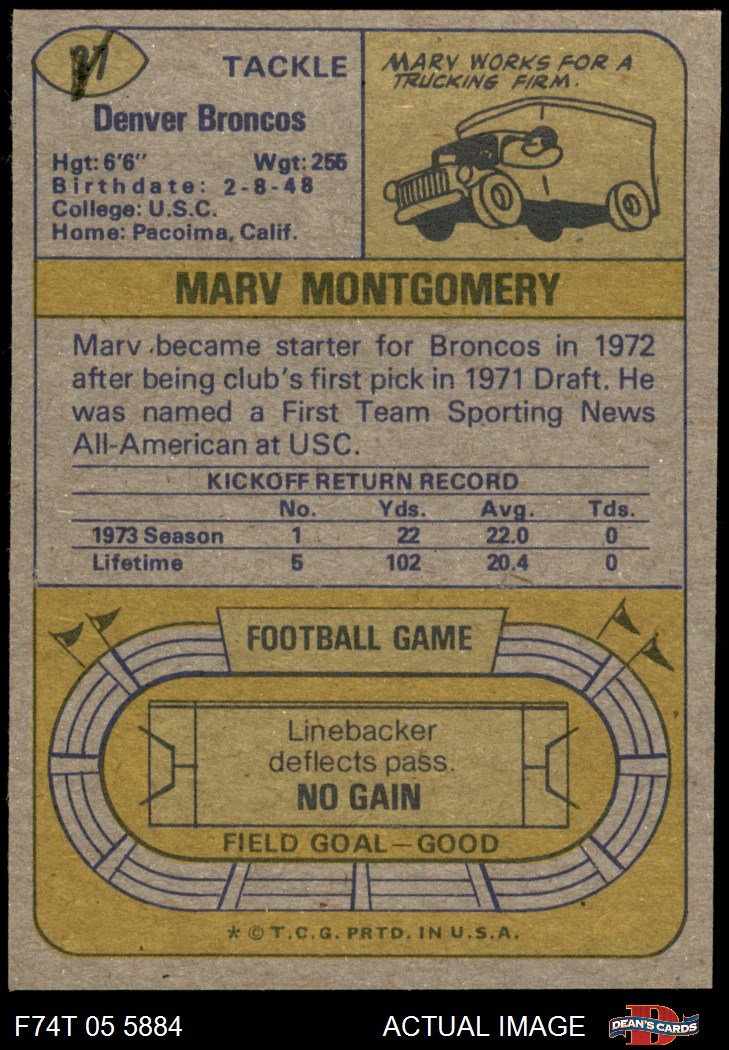 TACKLE
Denver Broncos
Hgt: 6'6" Wgt: 255
Birthdate: 2-8-48
College: U.S.C.
Home: Pacoima, Calif.
MARV WORKS FOR A
TRUCKING FIRM.
MARV MONTGOMERY
Marv became starter for Broncos in 1972
after being club's first pick in 1971 Draft. He
was named a First Team Sporting News
All-American at USC.
KICKOFF RETURN RECORD
No. Yds. Avg. Tds.
1973 Season 1 22 22.0 0
Lifetime 5 102 20.4 0
FOOTBALL GAME
Linebacker
deflects pass.
NO GAIN
FIELD GOAL—GOOD
* © T.C.G. PRTD. IN U.S.A.
F74T 05 5884 ACTUAL IMAGE D DEAN'S CARDS